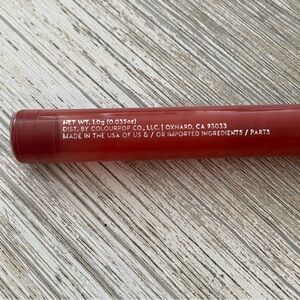 NET WT. 1.0g (0.035oz)
DIST. BY COLOURPOP CO., LLC. | OXNARD, CA 93033
MADE IN THE USA OF US & / OR IMPORTED INGREDIENTS / PARTS